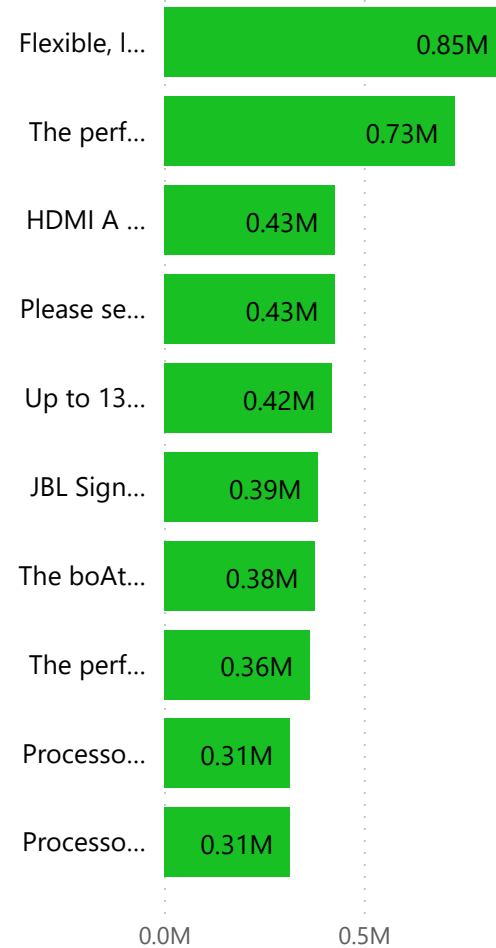 Flexible, l... 0.85M
The perf... 0.73M
HDMI A ... 0.43M
Please se... 0.43M
Up to 13... 0.42M
JBL Sign... 0.39M
The boAt... 0.38M
The perf... 0.36M
Processo... 0.31M
Processo... 0.31M
0.0M 0.5M